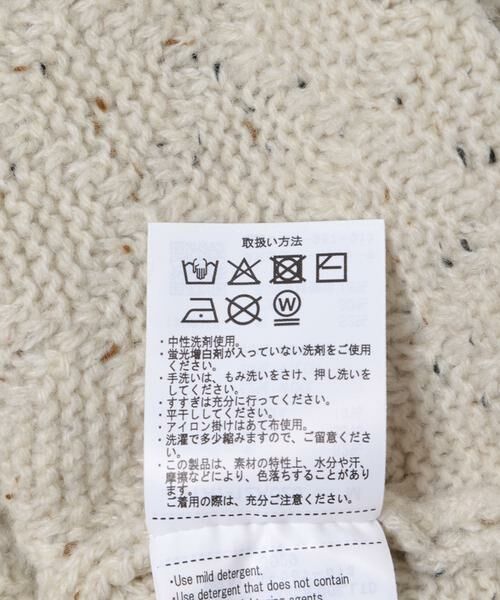 取扱い方法
W
・中性洗剤使用。
・蛍光増白剤が入っていない洗剤をご使用
ください。
・手洗いは、もみ洗いをさけ、押し洗いを
してください。
・すすぎは充分に行ってください。
・平干ししてください。
・アイロン掛けはあて布使用。
・洗濯で多少縮みますので、ご留意くださ
い。
・この製品は、素材の特性上、水分や汗、
摩擦などにより、色落ちすることがあり
ます。
ご着用の際は、充分ご注意ください。
・Use mild detergent.
・Use detergent that does not contain